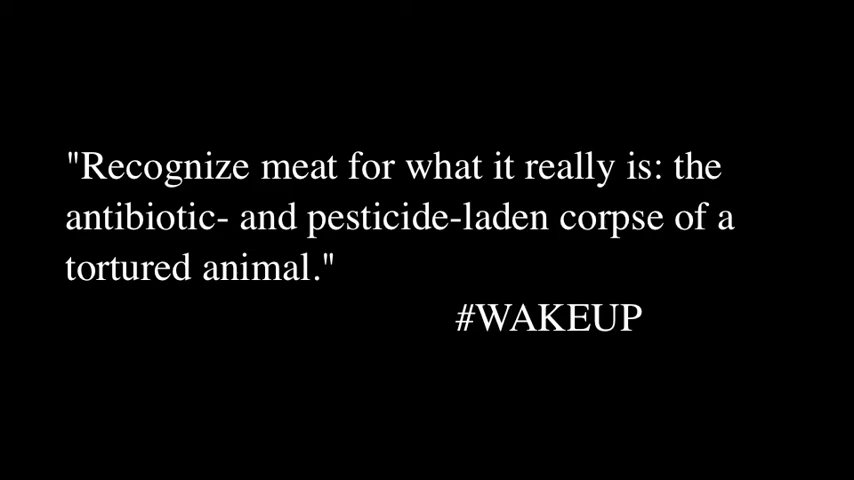 "Recognize meat for what it really is: the
antibiotic- and pesticide-laden corpse of a
tortured animal."
#WAKEUP